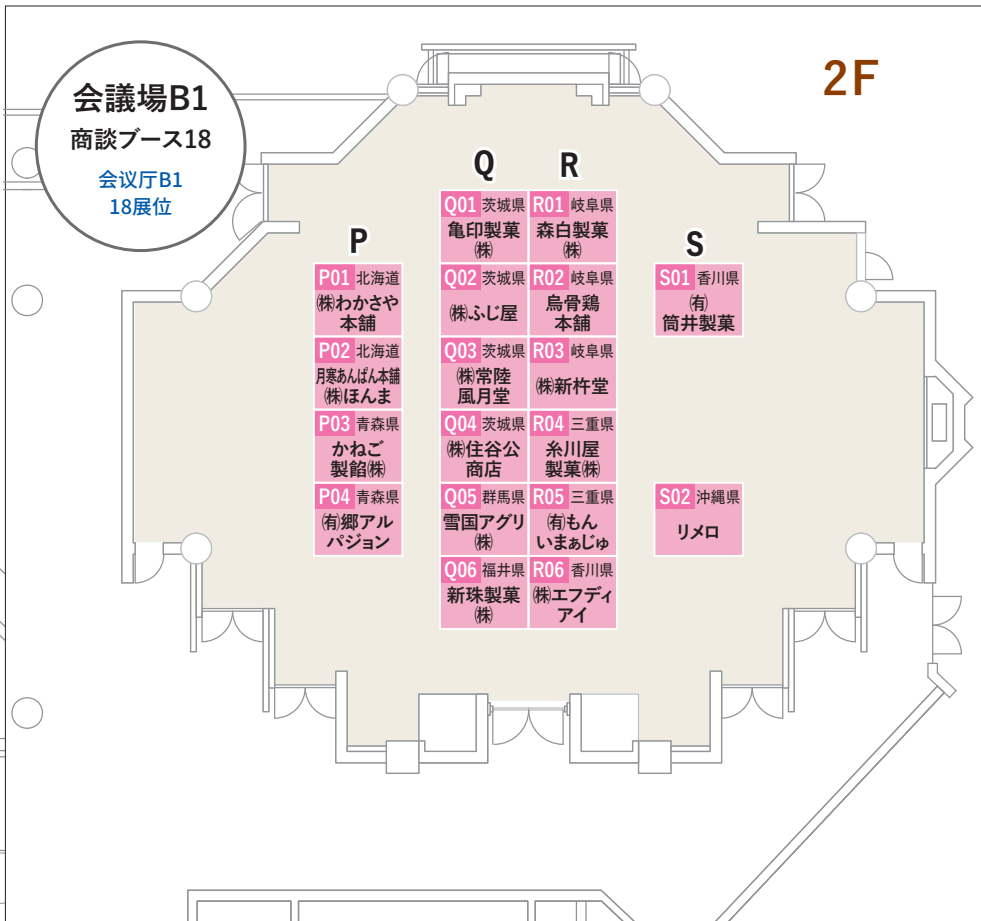 会議場B1
商談ブース18
会议厅B1
18展位
2F
P
P01 北海道
㈱わかさや
本舗
P02 北海道
月寒あんぱん本舗
㈱ほんま
P03 青森県
かねご
製餡㈱
P04 青森県
㈲郷アル
パジョン
Q
Q01 茨城県
亀印製菓
㈱
Q02 茨城県
㈱ふじ屋
Q03 茨城県
㈱常陸
風月堂
Q04 茨城県
㈱住谷公
商店
Q05 群馬県
雪国アグリ
㈱
Q06 福井県
新珠製菓
㈱
R
R01 岐阜県
森白製菓
㈱
R02 岐阜県
烏骨鶏
本舗
R03 岐阜県
㈱新杵堂
R04 三重県
糸川屋
製菓㈱
R05 三重県
㈲もん
いまぁじゅ
R06 香川県
㈱エフディ
アイ
S
S01 香川県
㈲
筒井製菓
S02 沖縄県
リメロ